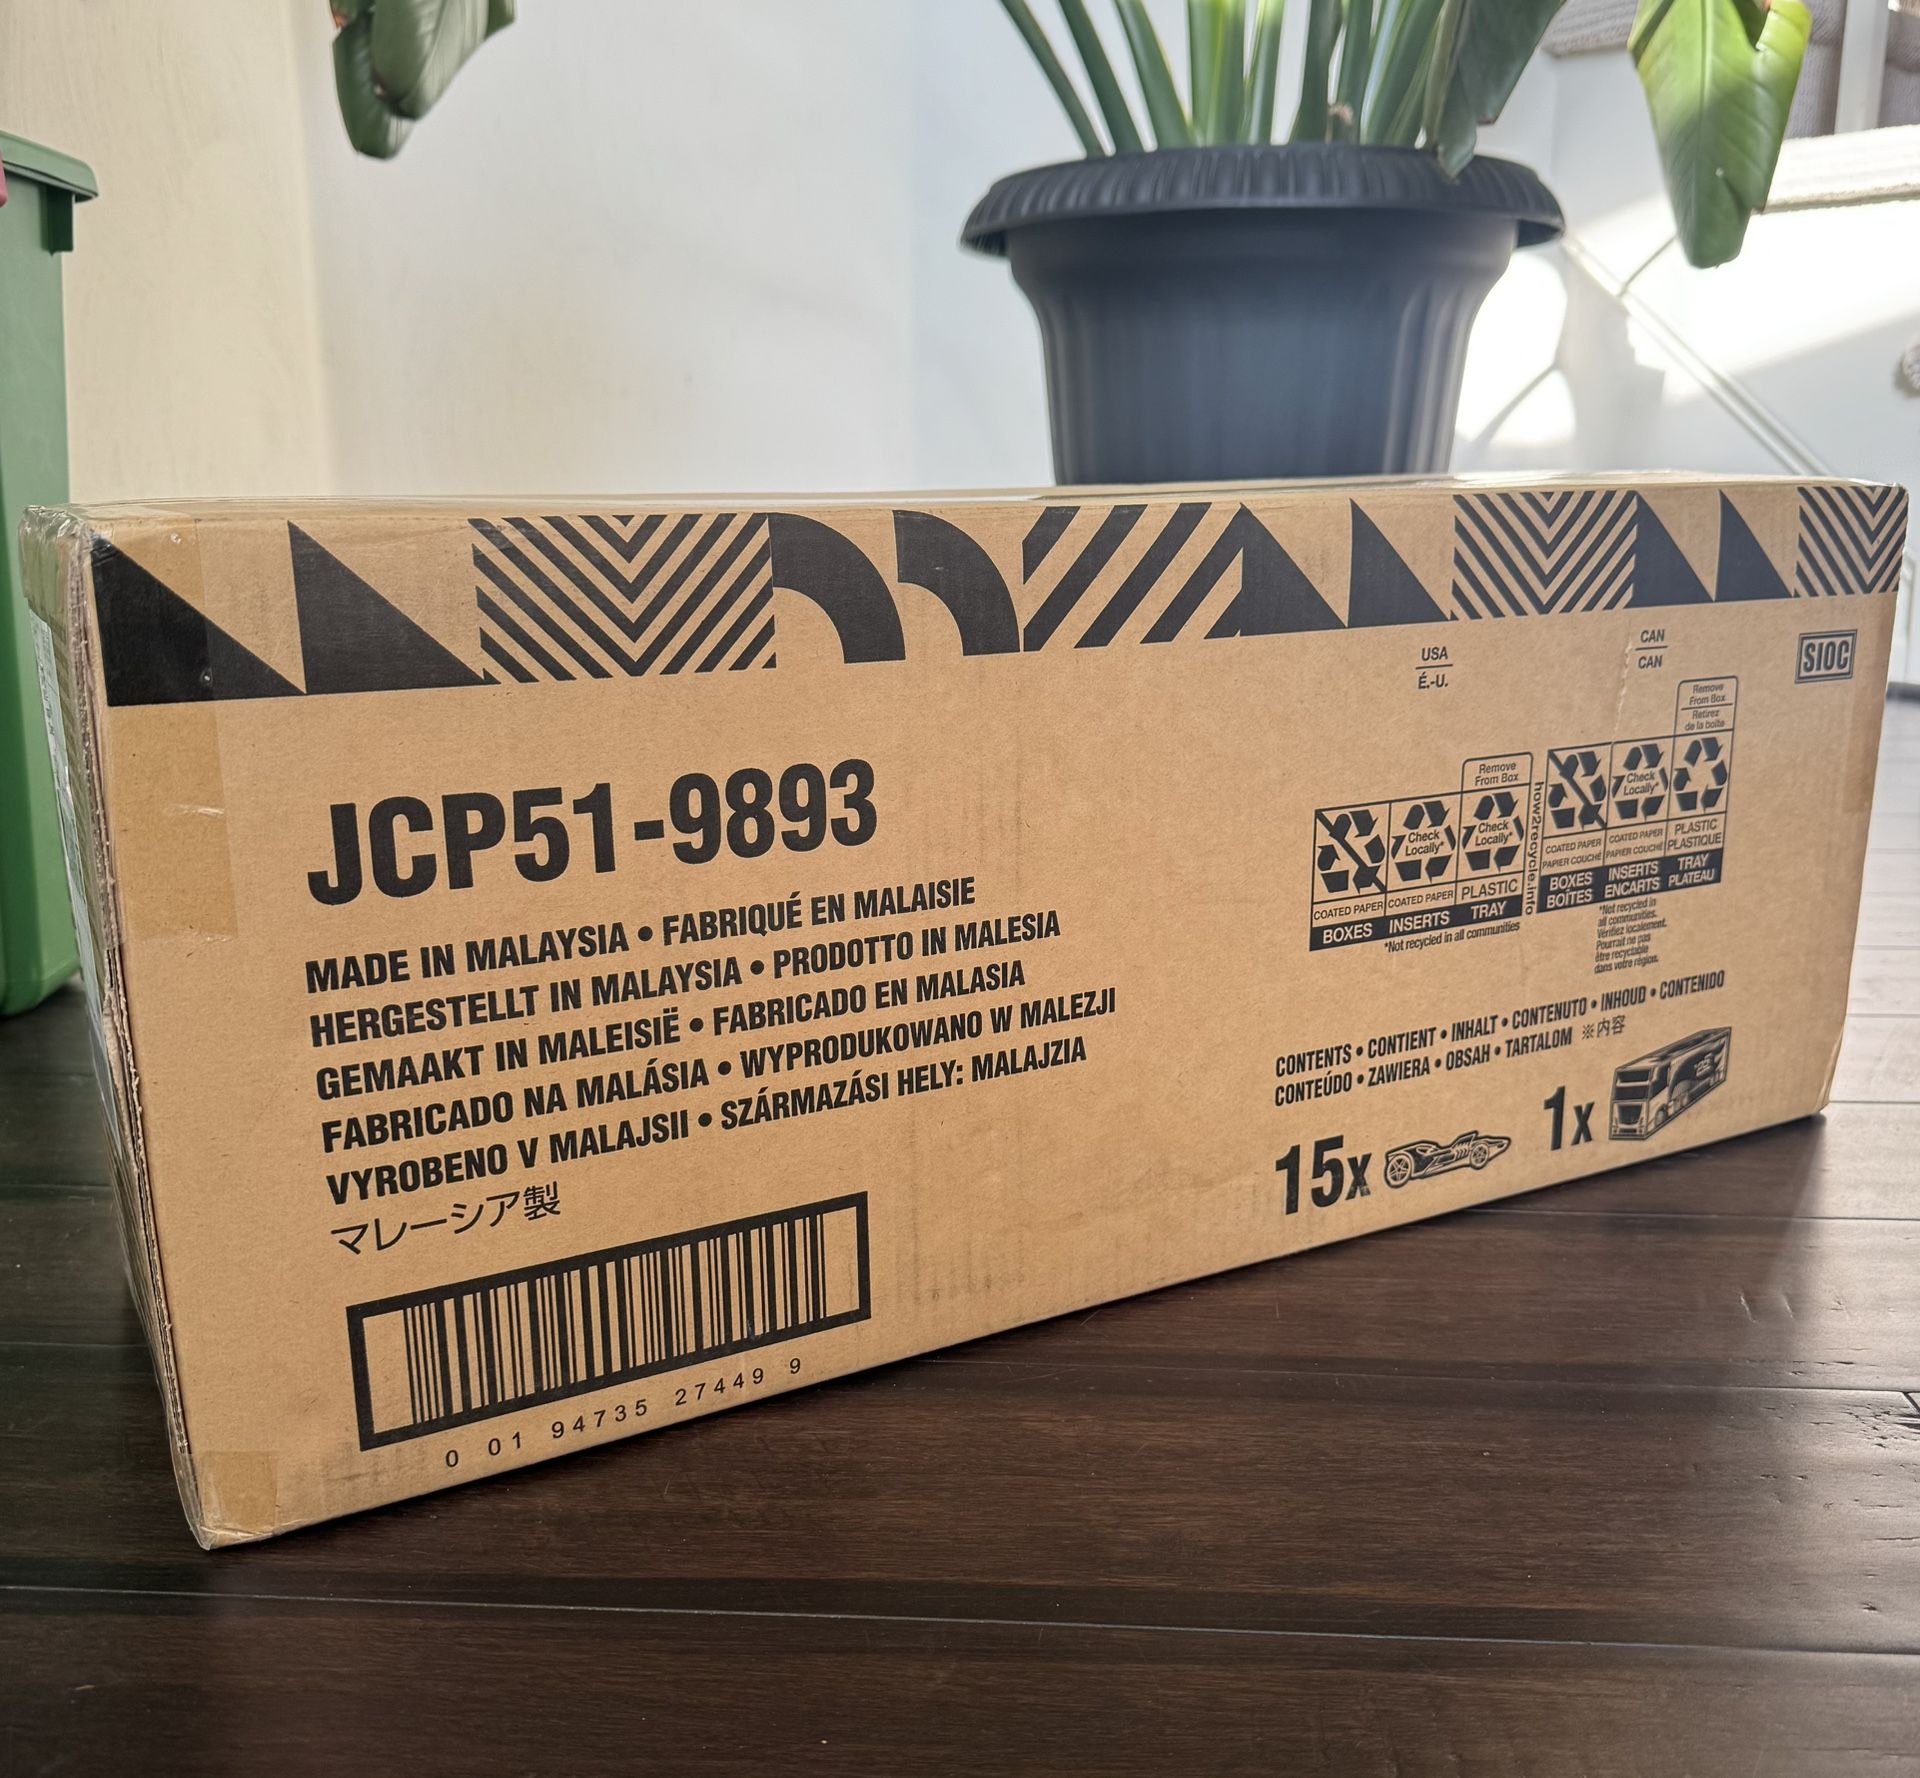 JCP51-9893
MADE IN MALAYSIA • FABRIQUÉ EN MALAISIE
HERGESTELLT IN MALAYSIA • PRODOTTO IN MALESIA
GEMAAKT IN MALEISIË • FABRICADO EN MALASIA
FABRICADO NA MALÁSIA • WYPRODUKOWANO W MALEZJI
VYROBENO V MALAJSII • SZÁRMAZÁSI HELY: MALAJZIA
マレーシア製
0 01 94735 27449 9
USA
É.-U.
Remove
From Box
Check
Locally*
Check
Locally*
COATED PAPER COATED PAPER PLASTIC
BOXES INSERTS TRAY
*Not recycled in all communities
how2recycle.info
CAN
CAN
Remove
From Box
Retirez
de la boîte
Check
Locally*
COATED PAPER COATED PAPER PLASTIC
PAPIER COUCHÉ PAPIER COUCHÉ PLASTIQUE
BOXES INSERTS TRAY
BOÎTES ENCARTS PLATEAU
*Not recycled in
all communities.
Vérifiez localement.
Pourrait ne pas
être recyclable
dans votre région.
SIOC
CONTENTS • CONTIENT • INHALT • CONTENUTO • INHOUD • CONTENIDO
CONTEÚDO • ZAWIERA • OBSAH • TARTALOM ※内容
15x
1x